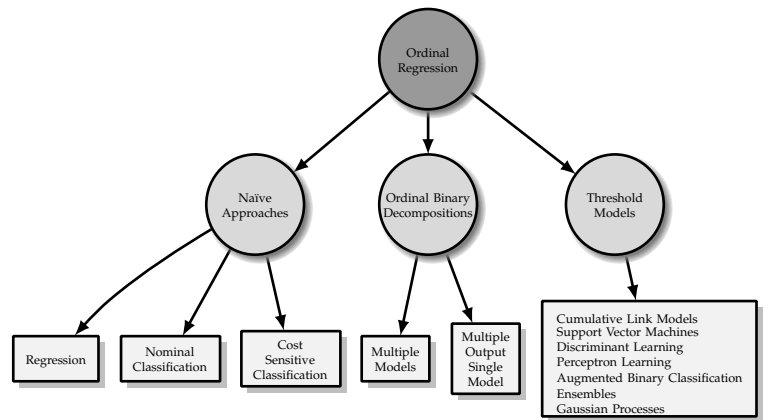 Ordinal
Regression
Naïve
Approaches
Ordinal Binary
Decompositions
Threshold
Models
Regression
Nominal
Classification
Cost
Sensitive
Classification
Multiple
Models
Multiple
Output
Single
Model
Cumulative Link Models
Support Vector Machines
Discriminant Learning
Perceptron Learning
Augmented Binary Classification
Ensembles
Gaussian Processes